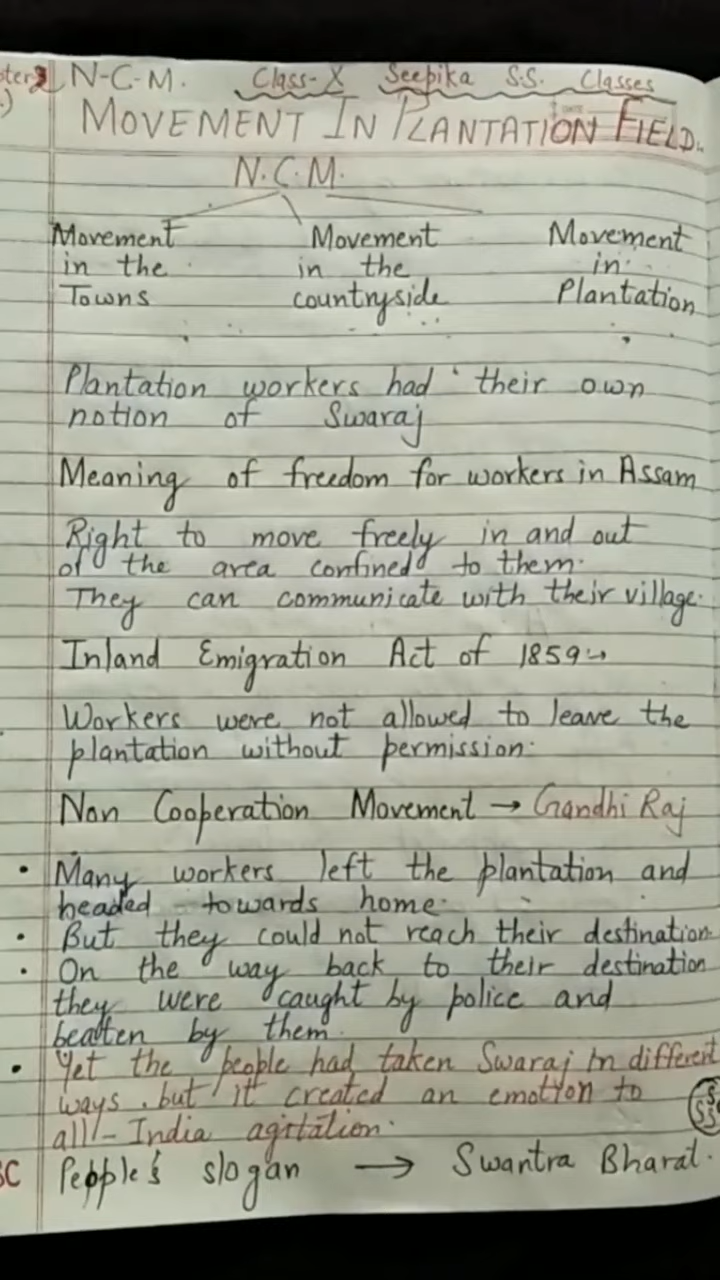 N-C-M. Class-X Seepika S.S. Classes
MOVEMENT IN PLANTATION FIELD.
N.C.M.
Movement Movement Movement
in the in the in
Towns countryside Plantation
Plantation workers had their own
notion of Swaraj
Meaning of freedom for workers in Assam
Right to move freely in and out
of the area confined to them.
They can communicate with their village.
Inland Emigration Act of 1859→
Workers were not allowed to leave the
plantation without permission.
Non Cooperation Movement → Gandhi Raj
• Many workers left the plantation and
headed towards home.
• But they could not reach their destination.
• On the way back to their destination
they were caught by police and
beaten by them.
• Yet the people had taken Swaraj in different
ways, but it created an emotion to
all-India agitation.
People's slogan → Swantra Bharat.